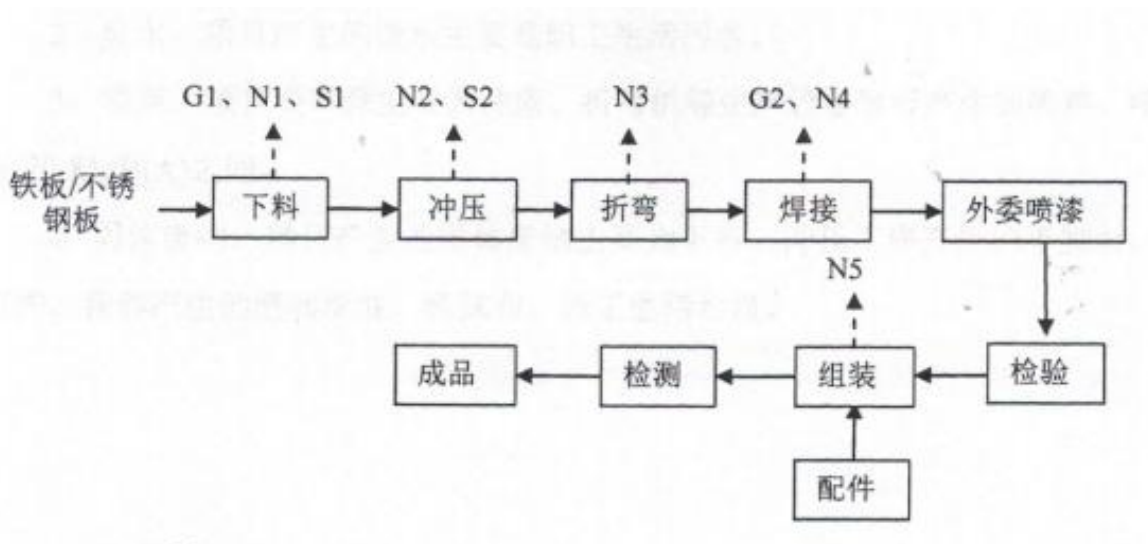 G1、N1、S1
N2、S2
N3
G2、N4
铁板/不锈
钢板
下料
冲压
折弯
焊接
外委喷漆
N5
成品
检测
组装
检验
配件